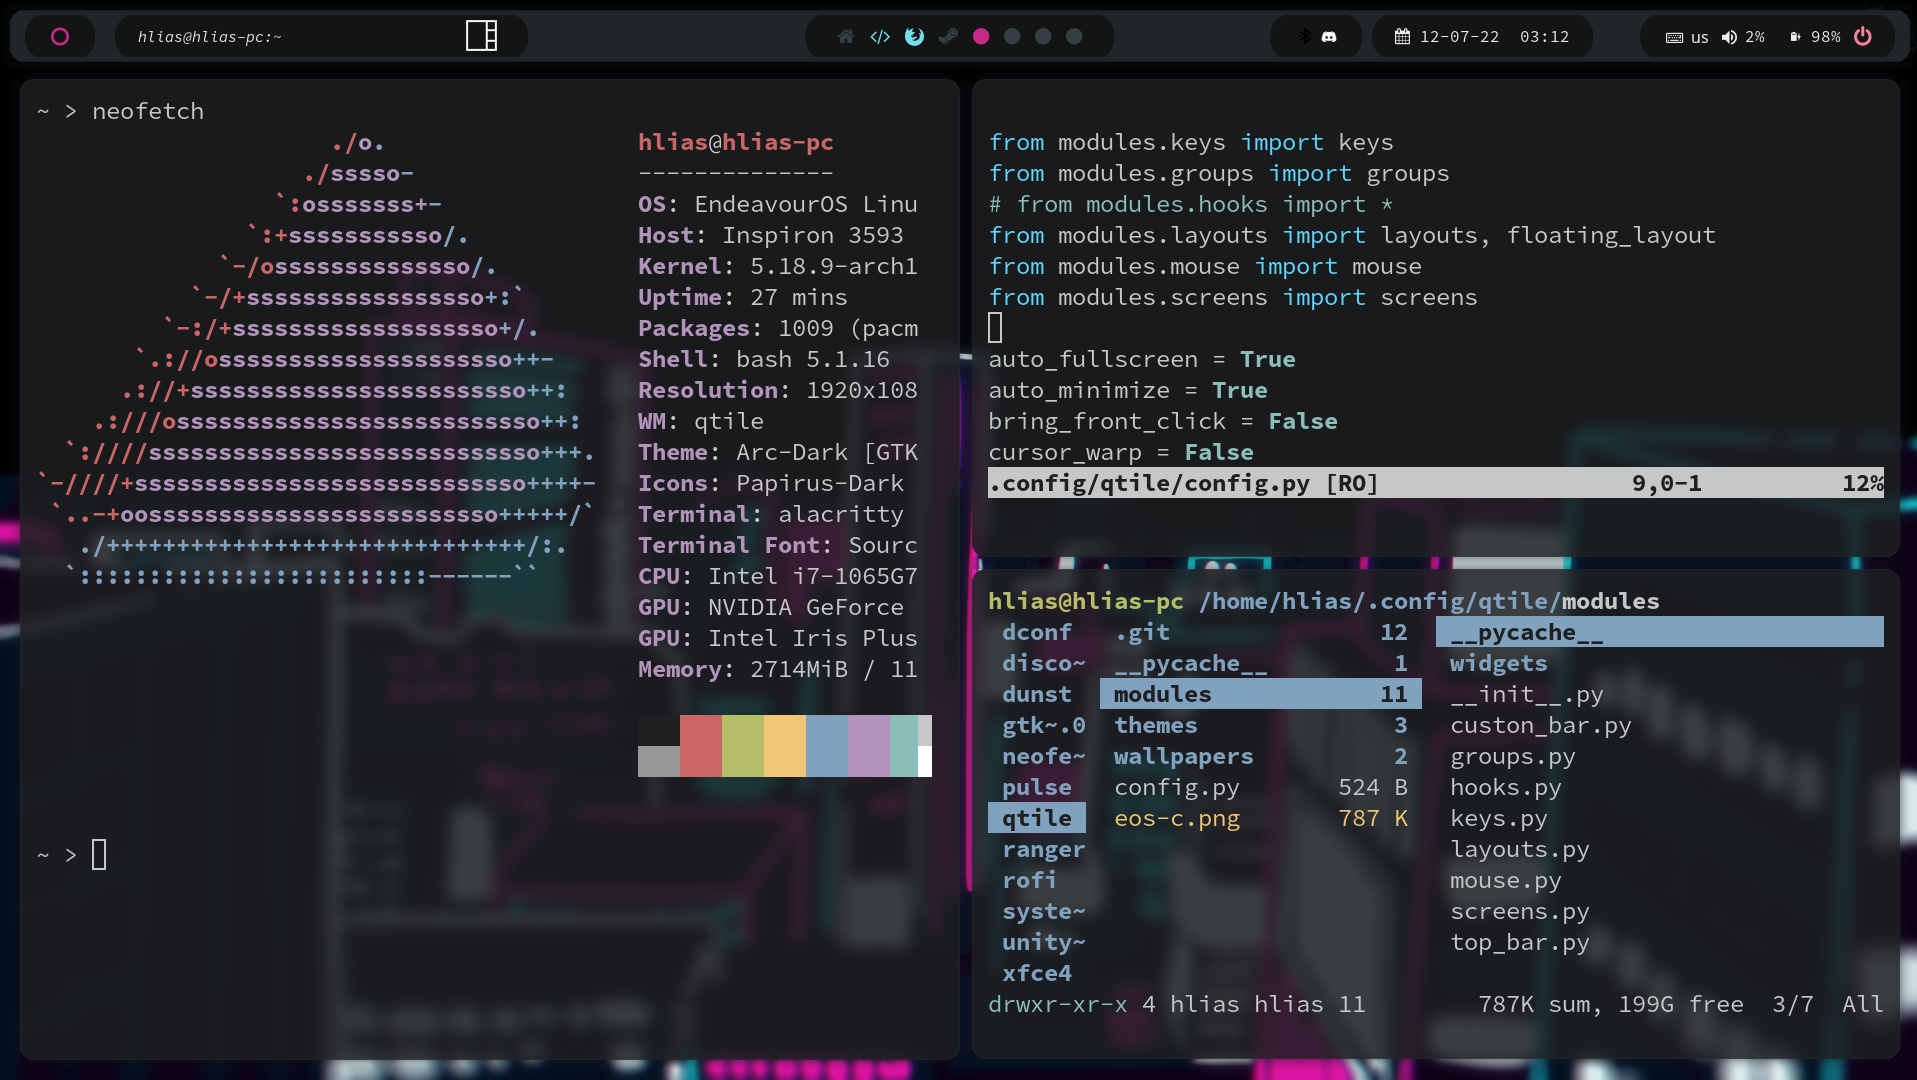 hlias@hlias-pc:~
12-07-22 03:12
us 2% 98%
~ > neofetch
./o.
./sssso-
`:osssssss+-
`:+sssssssssso/.
`-/ossssssssssssso/.
`-/+sssssssssssssssso+:`
`-:/+sssssssssssssssssso+/.
`.://osssssssssssssssssssso++-
.://+ssssssssssssssssssssssso++:
.:///ossssssssssssssssssssssssso++:
`:////ssssssssssssssssssssssssssso+++.
`-////+ssssssssssssssssssssssssssso++++-
`..-+oosssssssssssssssssssssssso+++++/`
./++++++++++++++++++++++++++++++/:.
`:::::::::::::::::::::::::------``
hlias@hlias-pc
--------------
OS: EndeavourOS Linu
Host: Inspiron 3593
Kernel: 5.18.9-arch1
Uptime: 27 mins
Packages: 1009 (pacm
Shell: bash 5.1.16
Resolution: 1920x108
WM: qtile
Theme: Arc-Dark [GTK
Icons: Papirus-Dark
Terminal: alacritty
Terminal Font: Sourc
CPU: Intel i7-1065G7
GPU: NVIDIA GeForce
GPU: Intel Iris Plus
Memory: 2714MiB / 11
~ >
from modules.keys import keys
from modules.groups import groups
# from modules.hooks import *
from modules.layouts import layouts, floating_layout
from modules.mouse import mouse
from modules.screens import screens
auto_fullscreen = True
auto_minimize = True
bring_front_click = False
cursor_warp = False
.config/qtile/config.py [RO] 9,0-1 12%
hlias@hlias-pc /home/hlias/.config/qtile/modules
dconf .git 12 __pycache__
disco~ __pycache__ 1 widgets
dunst modules 11 __init__.py
gtk~.0 themes 3 custon_bar.py
neofe~ wallpapers 2 groups.py
pulse config.py 524 B hooks.py
qtile eos-c.png 787 K keys.py
ranger layouts.py
rofi mouse.py
syste~ screens.py
unity~ top_bar.py
xfce4
drwxr-xr-x 4 hlias hlias 11 787K sum, 199G free 3/7 All